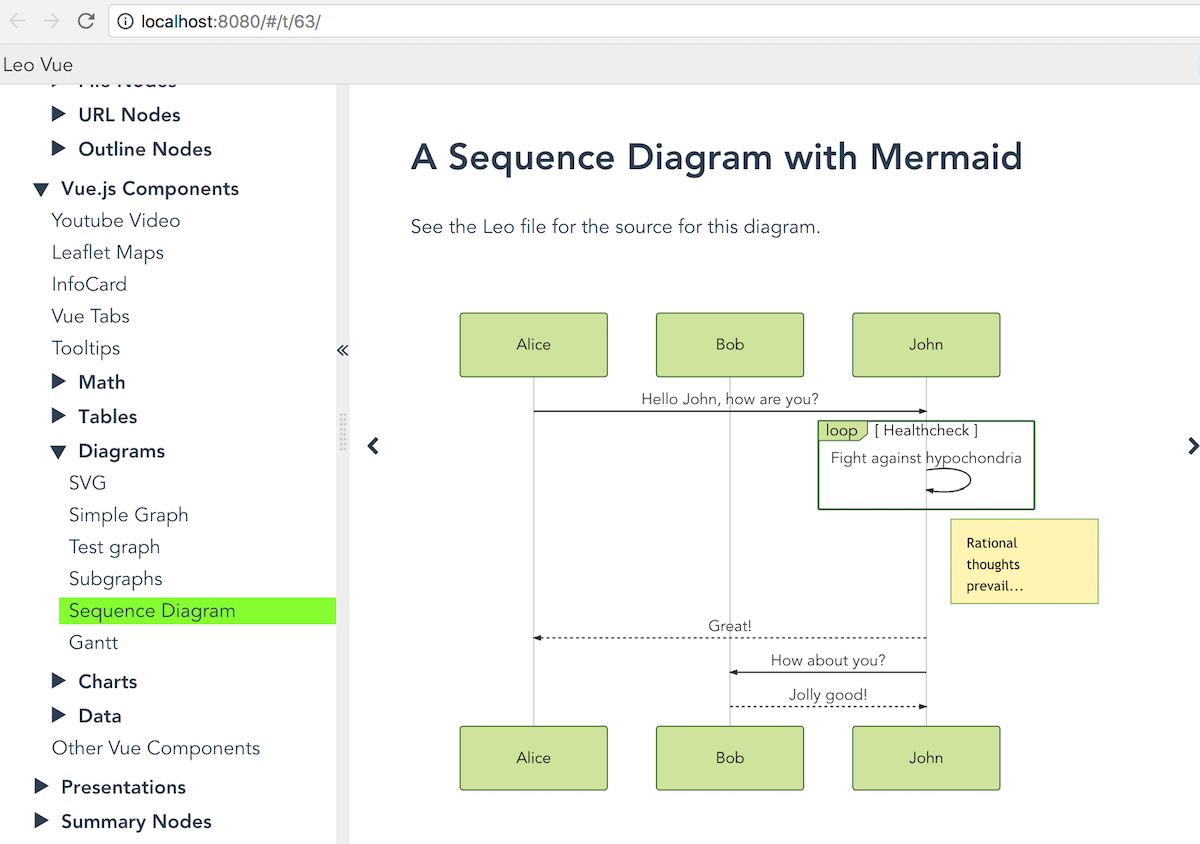 localhost:8080/#/t/63/
Leo Vue
File Nodes
URL Nodes
Outline Nodes
Vue.js Components
Youtube Video
Leaflet Maps
InfoCard
Vue Tabs
Tooltips
Math
Tables
Diagrams
SVG
Simple Graph
Test graph
Subgraphs
Sequence Diagram
Gantt
Charts
Data
Other Vue Components
Presentations
Summary Nodes
A Sequence Diagram with Mermaid
See the Leo file for the source for this diagram.
Alice Bob John
Hello John, how are you?
loop [ Healthcheck ]
Fight against hypochondria
Rational
thoughts
prevail...
Great!
How about you?
Jolly good!
Alice Bob John